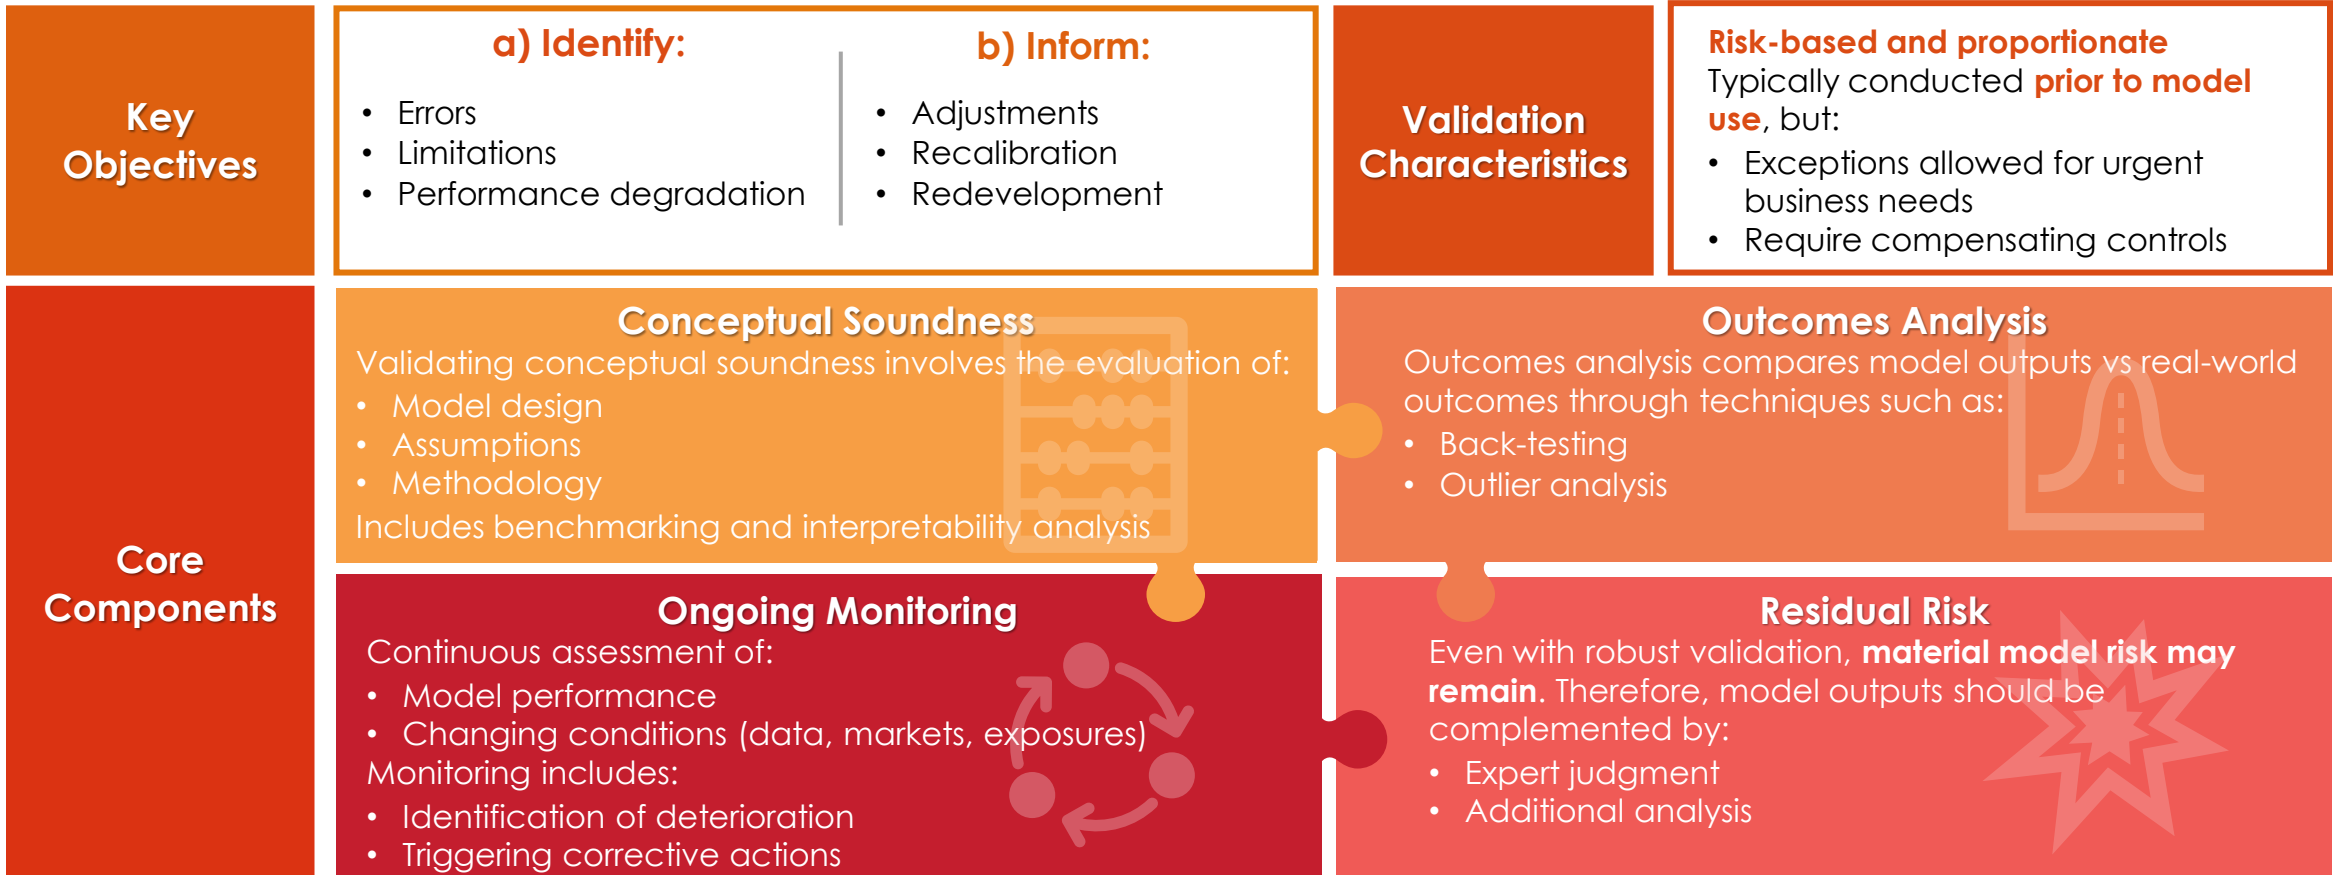 Key
Objectives
a) Identify:
• Errors
• Limitations
• Performance degradation
b) Inform:
• Adjustments
• Recalibration
• Redevelopment
Validation
Characteristics
Risk-based and proportionate
Typically conducted prior to model
use, but:
• Exceptions allowed for urgent
business needs
• Require compensating controls
Core
Components
Conceptual Soundness
Validating conceptual soundness involves the evaluation of:
• Model design
• Assumptions
• Methodology
Includes benchmarking and interpretability analysis
Outcomes Analysis
Outcomes analysis compares model outputs vs real-world
outcomes through techniques such as:
• Back-testing
• Outlier analysis
Ongoing Monitoring
Continuous assessment of:
• Model performance
• Changing conditions (data, markets, exposures)
Monitoring includes:
• Identification of deterioration
• Triggering corrective actions
Residual Risk
Even with robust validation, material model risk may
remain. Therefore, model outputs should be
complemented by:
• Expert judgment
• Additional analysis